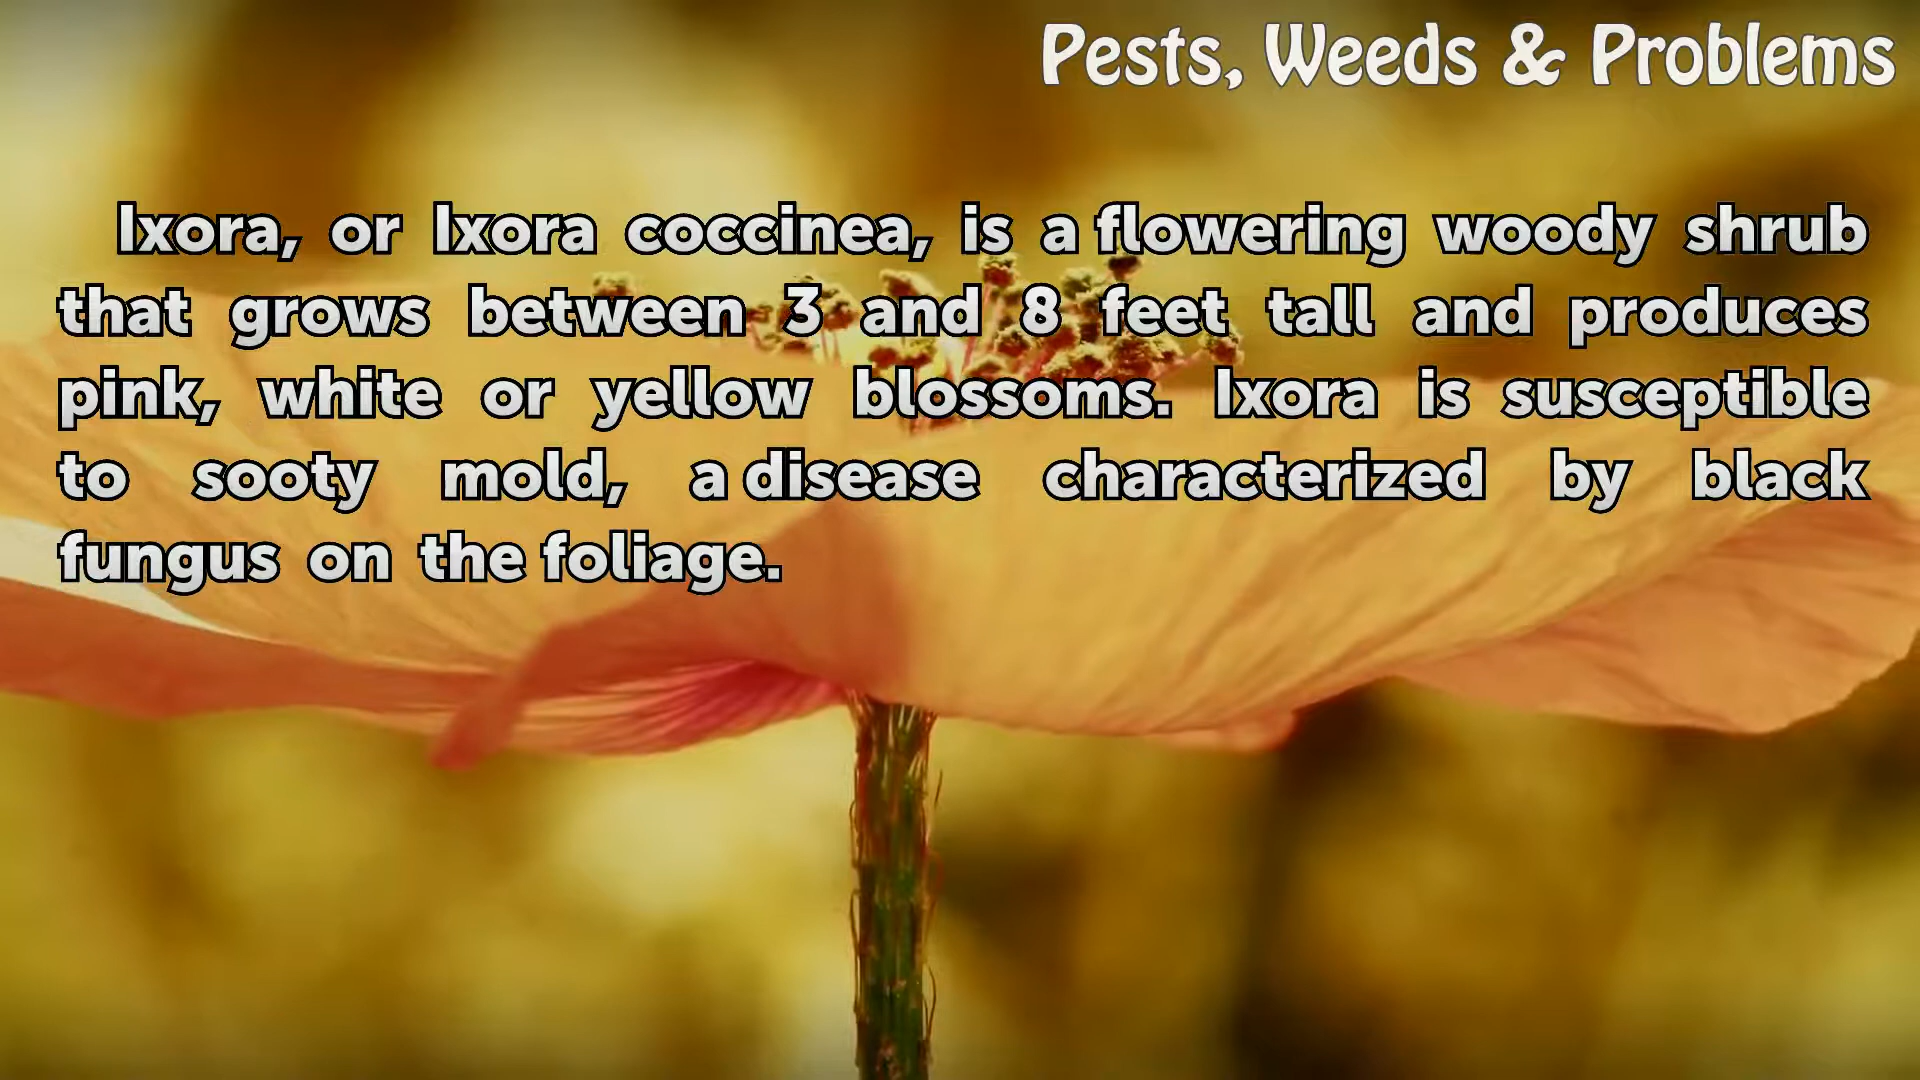 Pests, Weeds & Problems
Ixora, or Ixora coccinea, is a flowering woody shrub
that grows between 3 and 8 feet tall and produces
pink, white or yellow blossoms. Ixora is susceptible
to sooty mold, a disease characterized by black
fungus on the foliage.